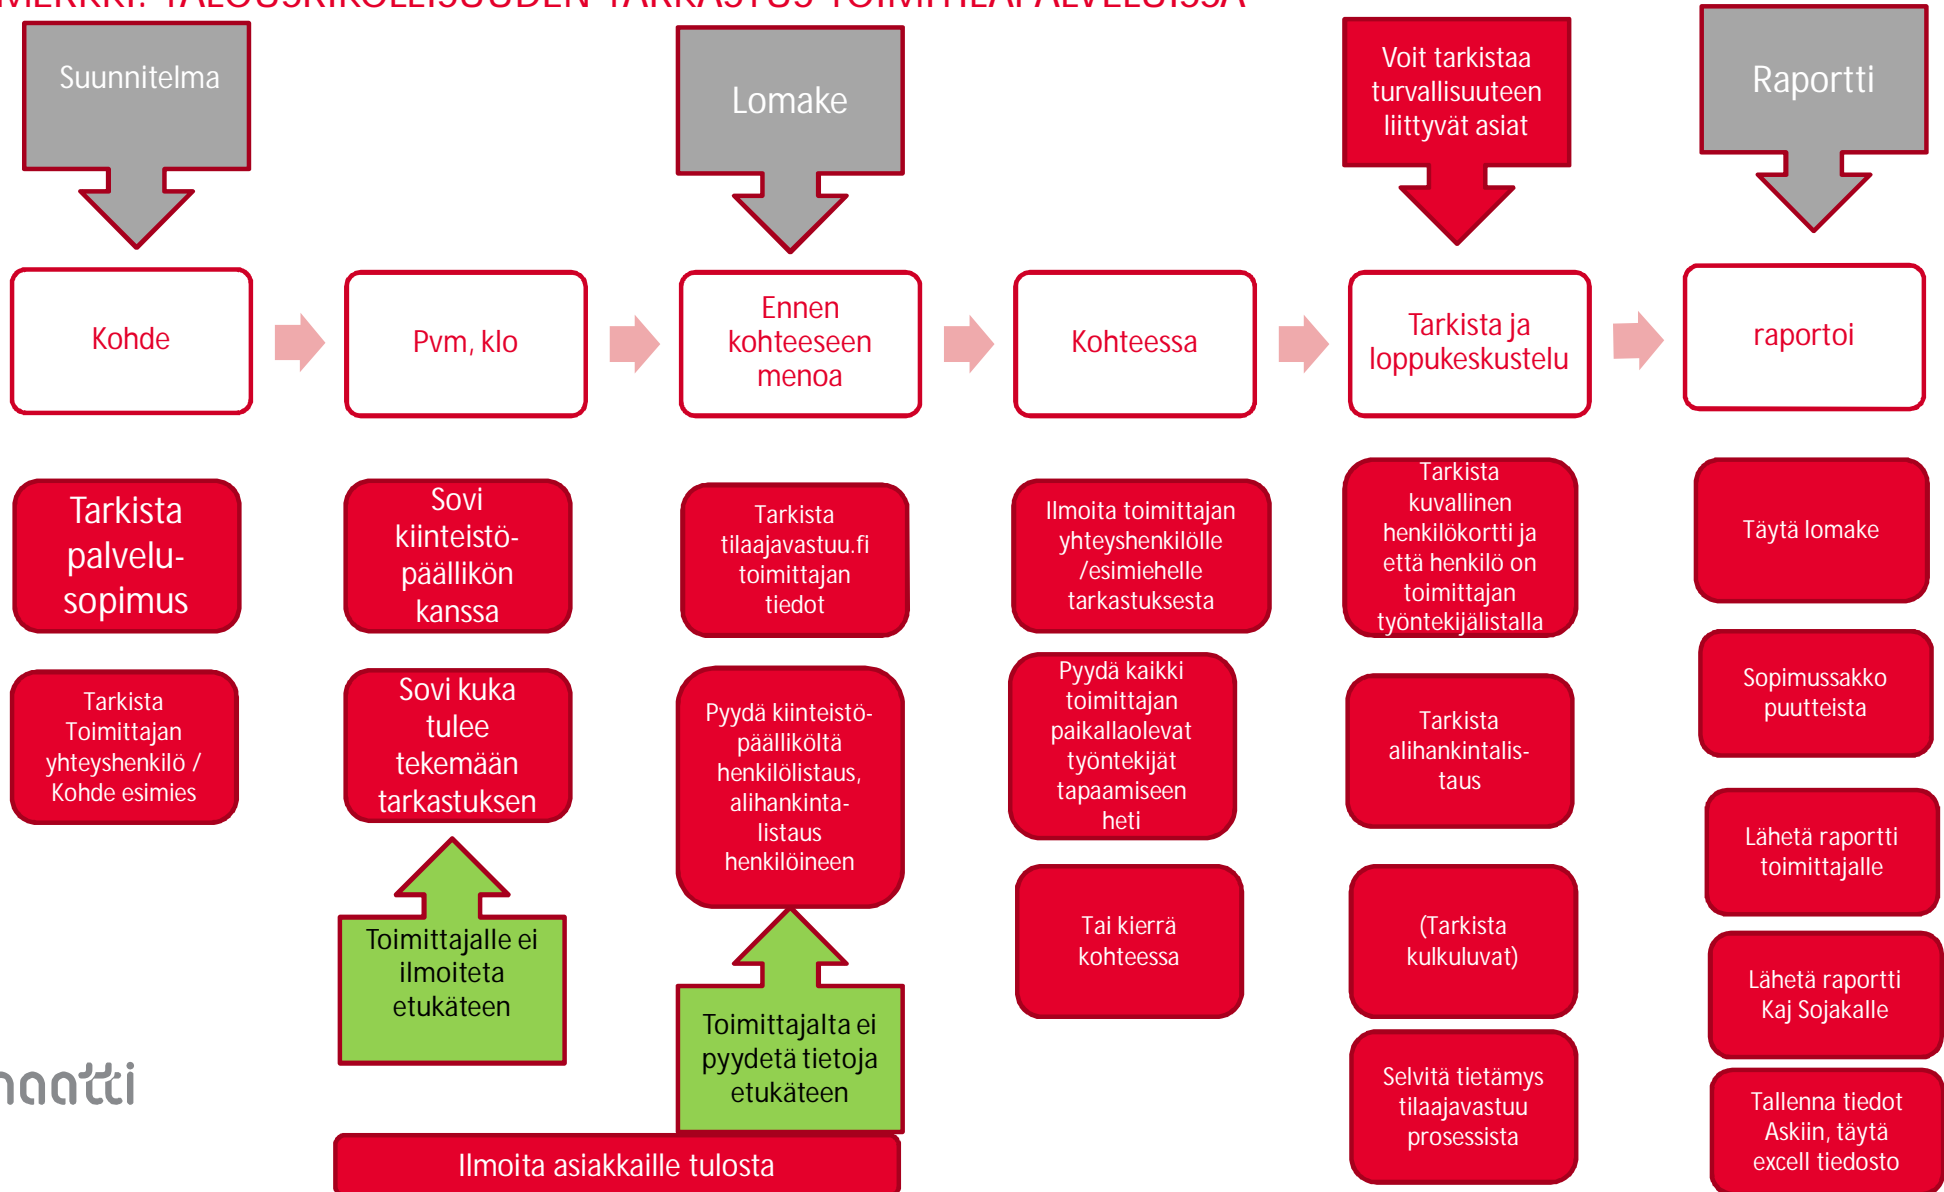 MERKKI: TALOUSRIKOLLISUUDEN TARKASTUS TOIMITILAPALVELUISSA
Suunnitelma
Lomake
Voit tarkistaa
turvallisuuteen
liittyvät asiat
Raportti
Kohde
Pvm, klo
Ennen
kohteeseen
menoa
Kohteessa
Tarkista ja
loppukeskustelu
raportoi
Tarkista
palvelu-
sopimus
Tarkista
Toimittajan
yhteyshenkilö /
Kohde esimies
Sovi
kiinteistö-
päällikön
kanssa
Sovi kuka
tulee
tekemään
tarkastuksen
Toimittajalle ei
ilmoiteta
etukäteen
Tarkista
tilaajavastuu.fi
toimittajan
tiedot
Pyydä kiinteistö-
päälliköltä
henkilölistaus,
alihankinta-
listaus
henkilöineen
Toimittajalta ei
pyydetä tietoja
etukäteen
Ilmoita asiakkaille tulosta
Ilmoita toimittajan
yhteyshenkilölle
/esimiehelle
tarkastuksesta
Pyydä kaikki
toimittajan
paikallaolevat
työntekijät
tapaamiseen
heti
Tai kierrä
kohteessa
Tarkista
kuvallinen
henkilökortti ja
että henkilö on
toimittajan
työntekijälistalla
Tarkista
alihankintalis-
taus
(Tarkista
kulkuluvat)
Selvitä tietämys
tilaajavastuu
prosessista
Täytä lomake
Sopimussakko
puutteista
Lähetä raportti
toimittajalle
Lähetä raportti
Kaj Sojakalle
Tallenna tiedot
Askiin, täytä
excell tiedosto
naatti